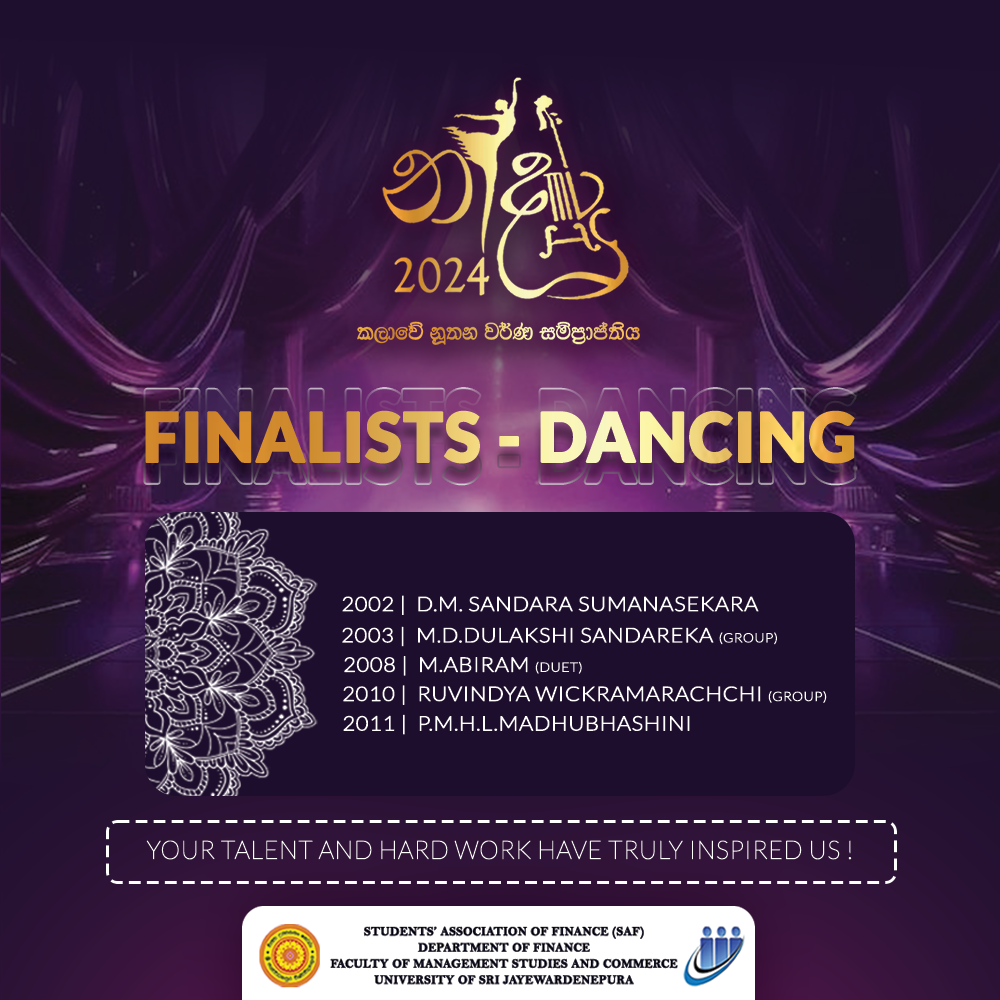 නාද
2024
කලාවේ නූතන වර්ණ සම්ප්‍රාප්තිය
FINALISTS - DANCING
2002 | D.M. SANDARA SUMANASEKARA
2003 | M.D.DULAKSHI SANDAREKA (GROUP)
2008 | M.ABIRAM (DUET)
2010 | RUVINDYA WICKRAMARACHCHI (GROUP)
2011 | P.M.H.L.MADHUBHASHINI
YOUR TALENT AND HARD WORK HAVE TRULY INSPIRED US !
STUDENTS' ASSOCIATION OF FINANCE (SAF)
DEPARTMENT OF FINANCE
FACULTY OF MANAGEMENT STUDIES AND COMMERCE
UNIVERSITY OF SRI JAYEWARDENEPURA